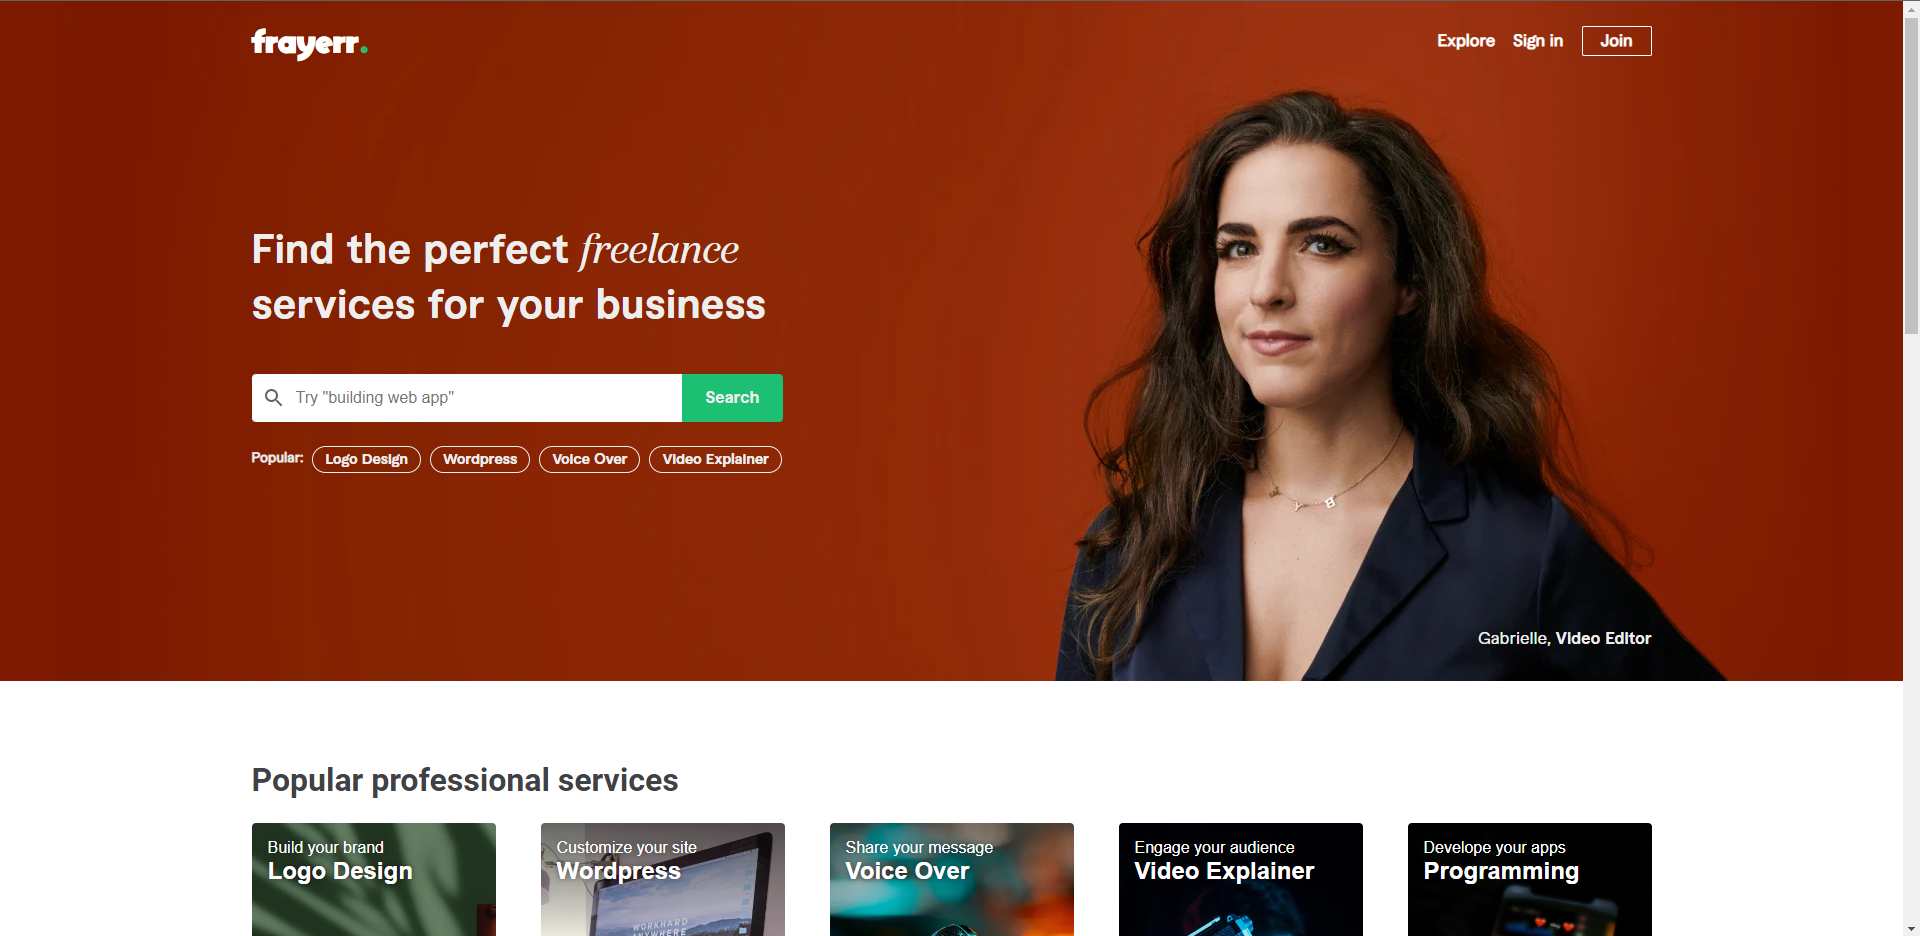 frayerr.
Explore Sign in Join
Find the perfect freelance
services for your business
Try "building web app"
Search
Popular: Logo Design Wordpress Voice Over Video Explainer
Gabrielle, Video Editor
Popular professional services
Build your brand
Logo Design
Customize your site
Wordpress
WORKHARD
ANYWHERE
Share your message
Voice Over
Engage your audience
Video Explainer
Develope your apps
Programming